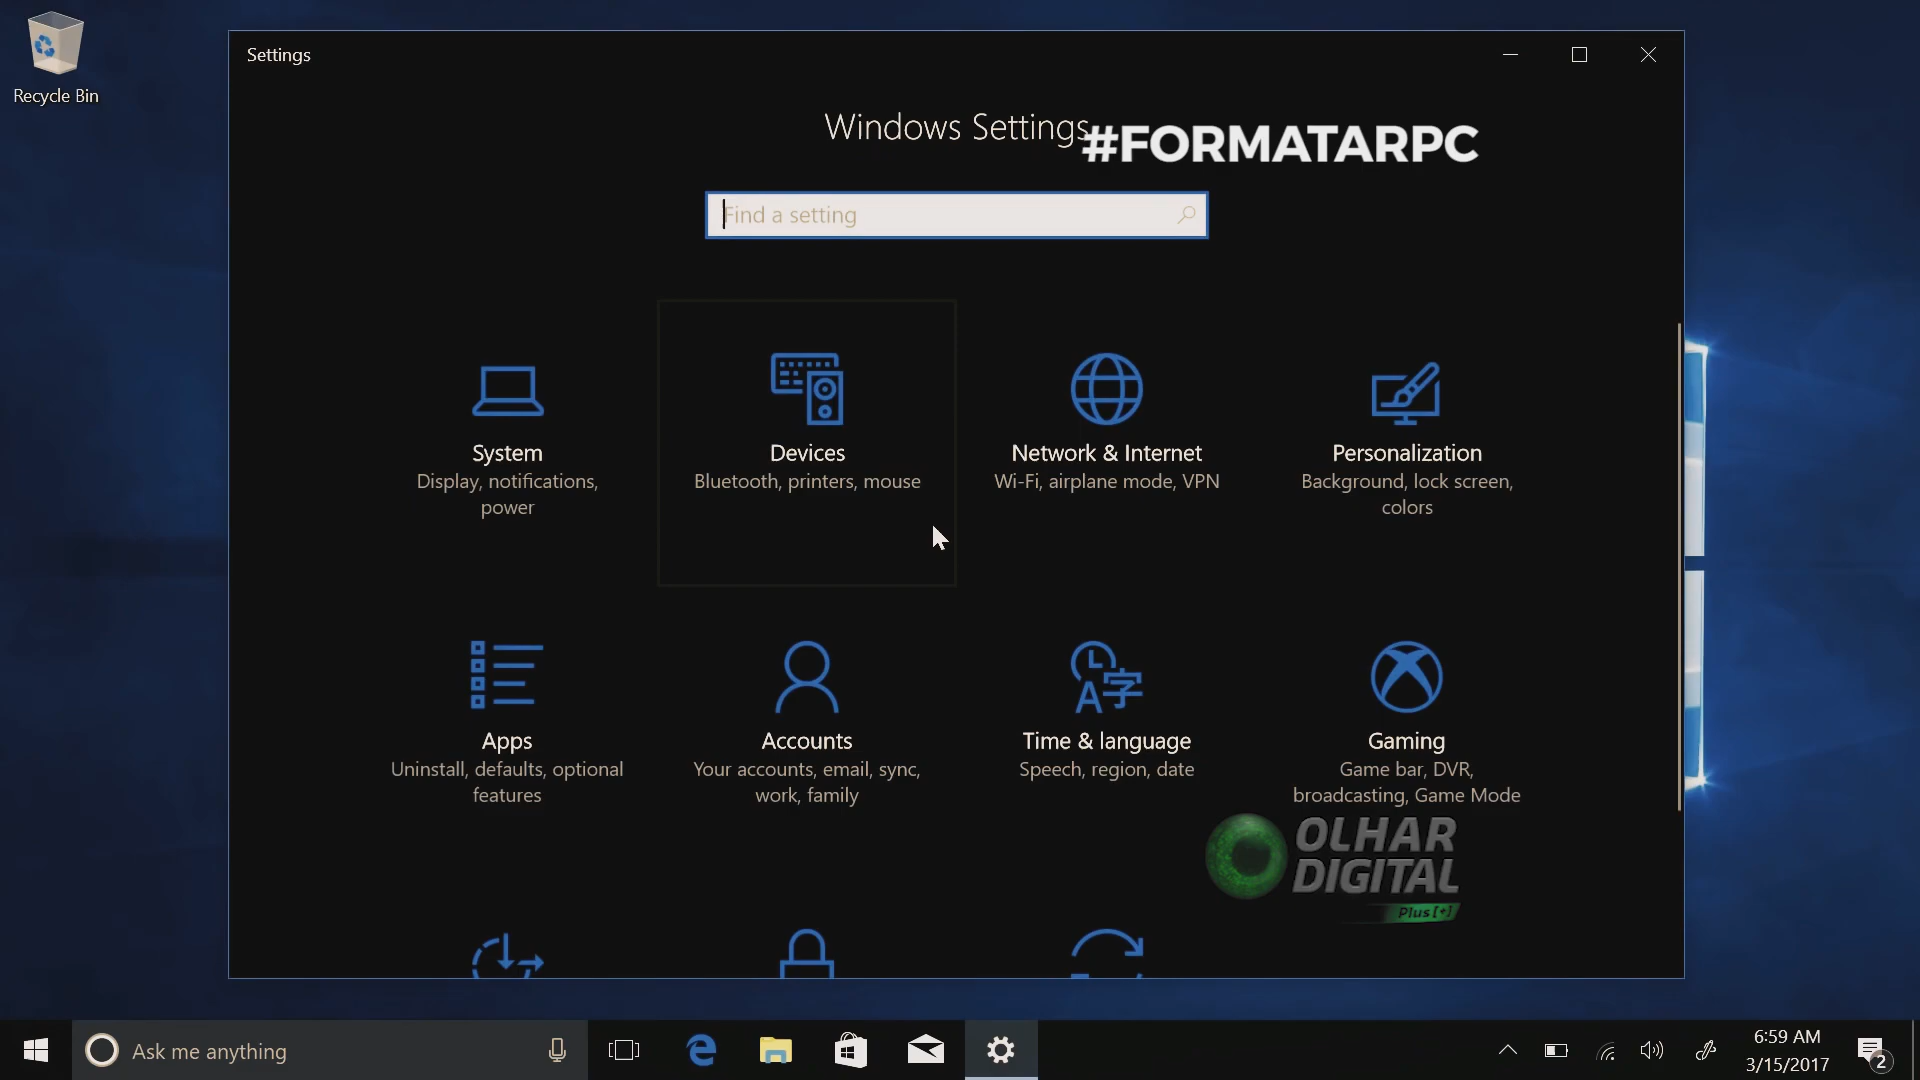 Recycle Bin
Settings
Windows Settings
#FORMATARPC
Find a setting
System
Display, notifications,
power
Devices
Bluetooth, printers, mouse
Network & Internet
Wi-Fi, airplane mode, VPN
Personalization
Background, lock screen,
colors
Apps
Uninstall, defaults, optional
features
Accounts
Your accounts, email, sync,
work, family
Time & language
Speech, region, date
Gaming
Game bar, DVR,
broadcasting, Game Mode
OLHAR
DIGITAL
Plus [+]
Ask me anything
6:59 AM
3/15/2017
2